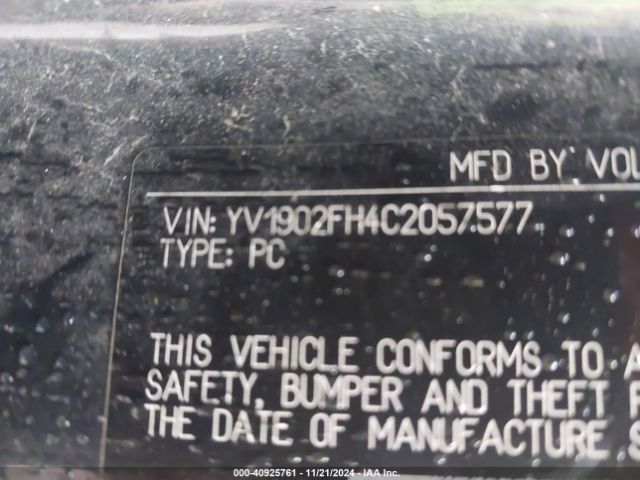 MFD BY VOL
VIN: YV1902FH4C2057577
TYPE: PC
THIS VEHICLE CONFORMS TO A
SAFETY, BUMPER AND THEFT P
THE DATE OF MANUFACTURE S
000-40925761 - 11/21/2024 - IAA Inc.